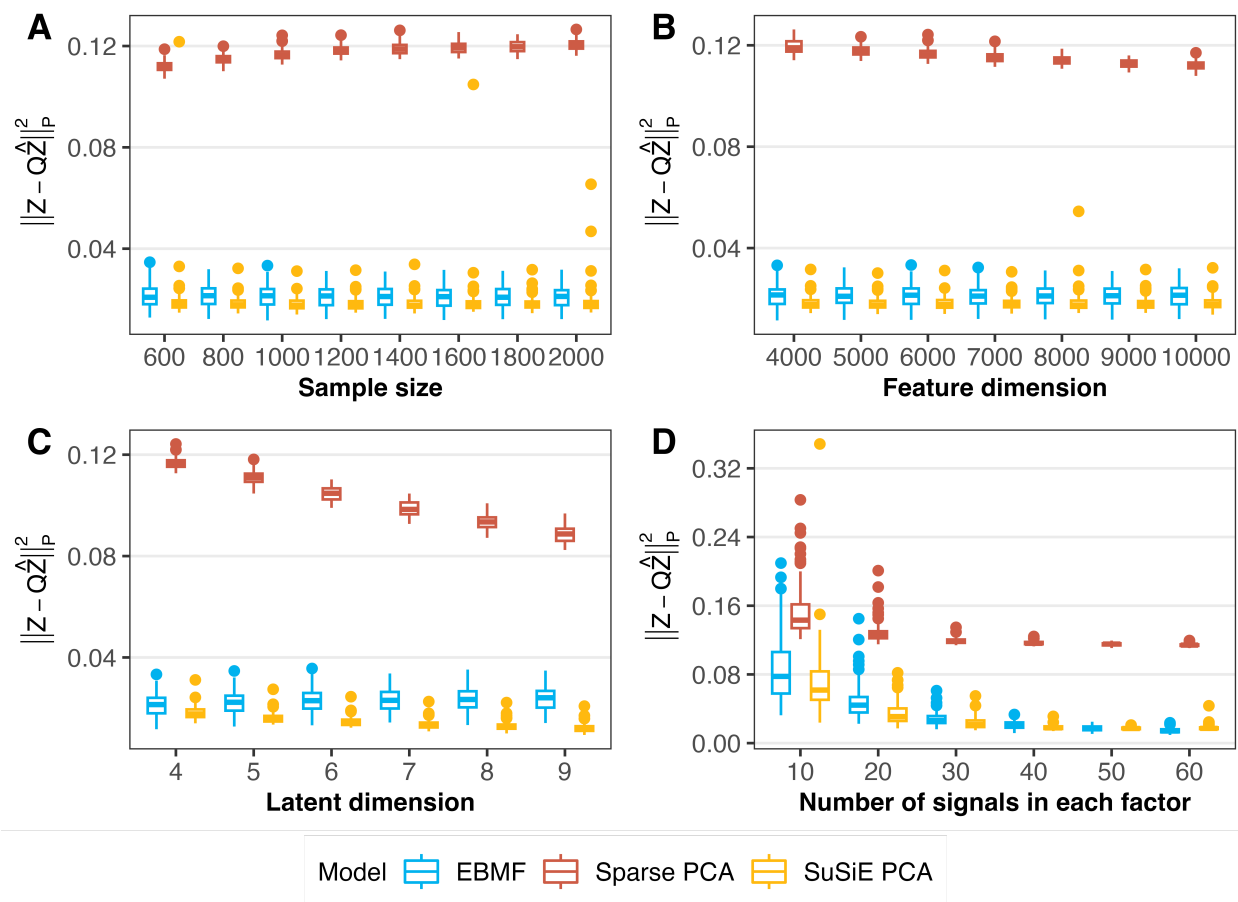 A
||Z − QẐ||²_P
0.12
0.08
0.04
600 800 1000 1200 1400 1600 1800 2000
Sample size
B
||Z − QẐ||²_P
0.12
0.08
0.04
4000 5000 6000 7000 8000 9000 10000
Feature dimension
C
||Z − QẐ||²_P
0.12
0.08
0.04
4 5 6 7 8 9
Latent dimension
D
||Z − QẐ||²_P
0.32
0.24
0.16
0.08
0.00
10 20 30 40 50 60
Number of signals in each factor
Model EBMF Sparse PCA SuSiE PCA